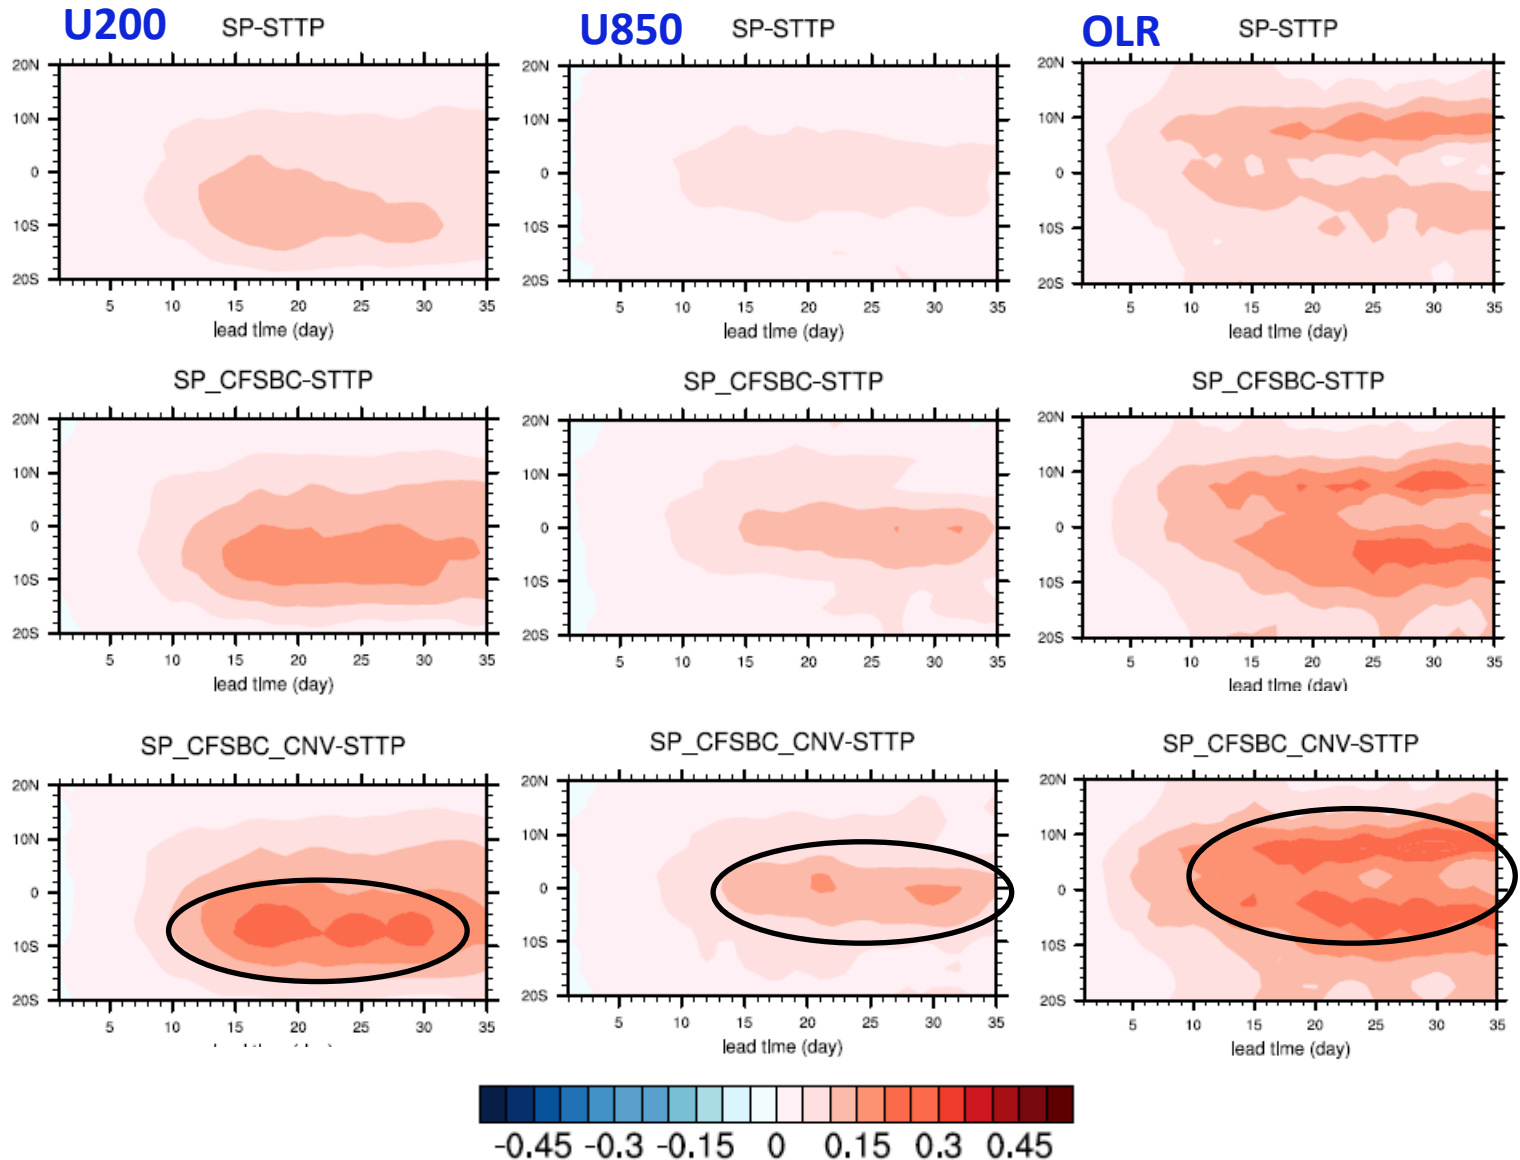 U200 SP-STTP U850 SP-STTP OLR SP-STTP
20N 20N 20N
10N 10N 10N
0 0 0
10S 10S 10S
20S 20S 20S
5 10 15 20 25 30 35 5 10 15 20 25 30 35 5 10 15 20 25 30 35
lead time (day) lead time (day) lead time (day)
SP_CFSBC-STTP SP_CFSBC-STTP SP_CFSBC-STTP
20N 20N 20N
10N 10N 10N
0 0 0
10S 10S 10S
20S 20S 20S
5 10 15 20 25 30 35 5 10 15 20 25 30 35 5 10 15 20 25 30 35
lead time (day) lead time (day) lead time (day)
SP_CFSBC_CNV-STTP SP_CFSBC_CNV-STTP SP_CFSBC_CNV-STTP
20N 20N 20N
10N 10N 10N
0 0 0
10S 10S 10S
20S 20S 20S
5 10 15 20 25 30 35 5 10 15 20 25 30 35 5 10 15 20 25 30 35
lead time (day) lead time (day)
-0.45 -0.3 -0.15 0 0.15 0.3 0.45